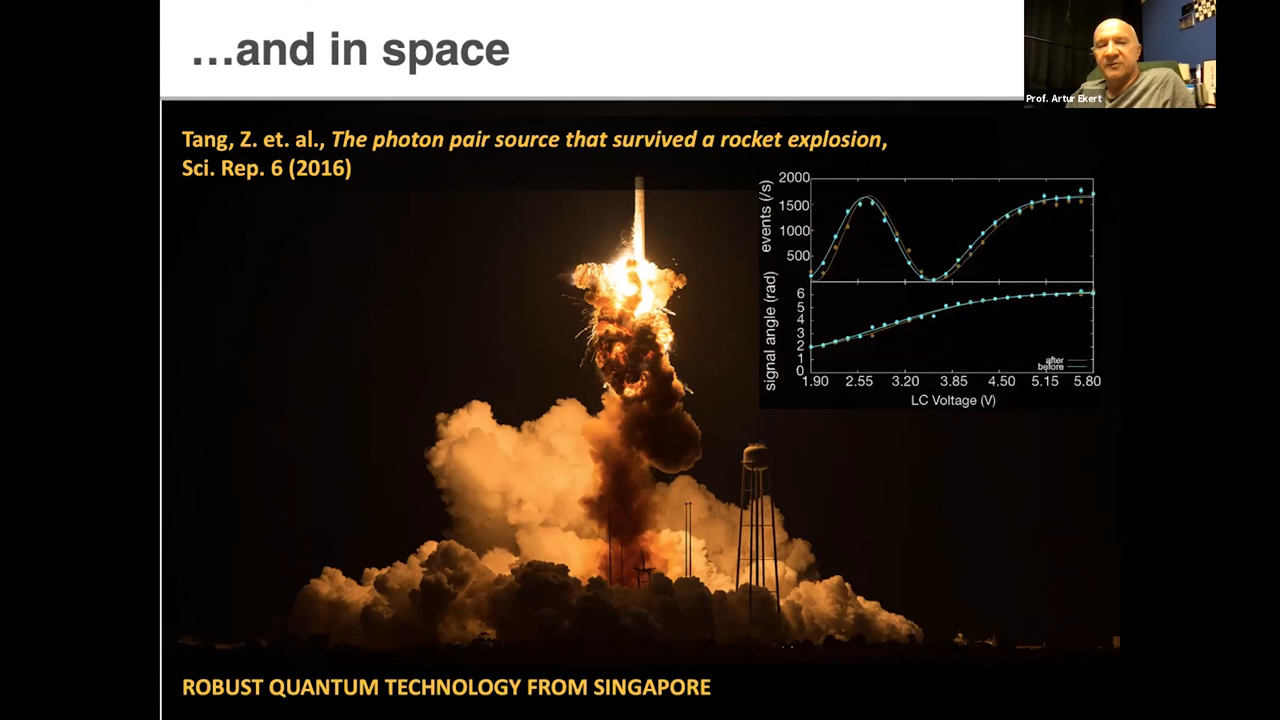 ...and in space
Prof. Artur Ekert
Tang, Z. et. al., The photon pair source that survived a rocket explosion,
Sci. Rep. 6 (2016)
events (/s)
2000
1500
1000
500
signal angle (rad)
6
5
4
3
2
1
0
after
before
1.90 2.55 3.20 3.85 4.50 5.15 5.80
LC Voltage (V)
ROBUST QUANTUM TECHNOLOGY FROM SINGAPORE